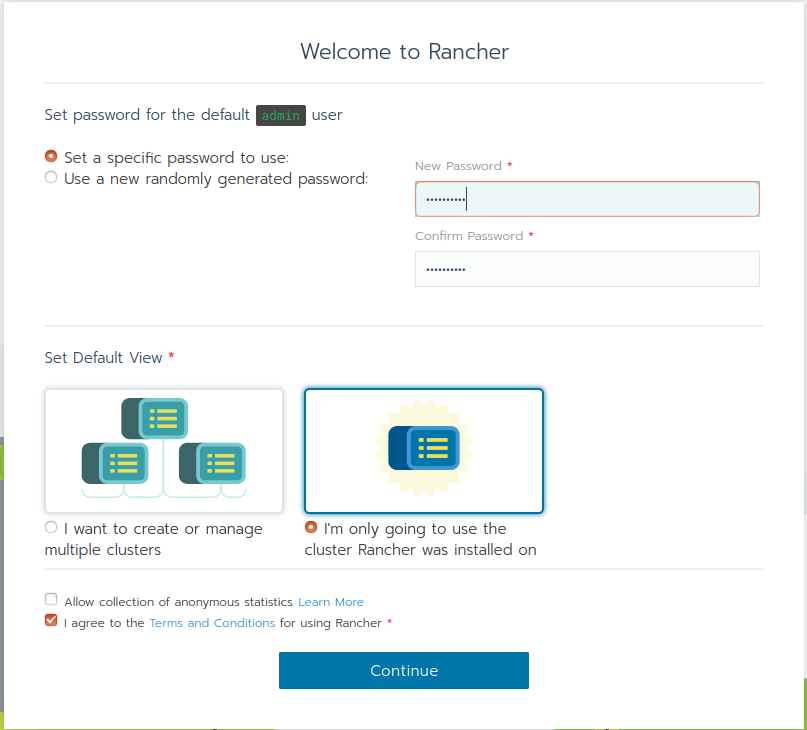 Welcome to Rancher
Set password for the default admin user
Set a specific password to use:
Use a new randomly generated password:
New Password *
••••••••••
Confirm Password *
••••••••••
Set Default View *
I want to create or manage
multiple clusters
I'm only going to use the
cluster Rancher was installed on
Allow collection of anonymous statistics Learn More
I agree to the Terms and Conditions for using Rancher *
Continue